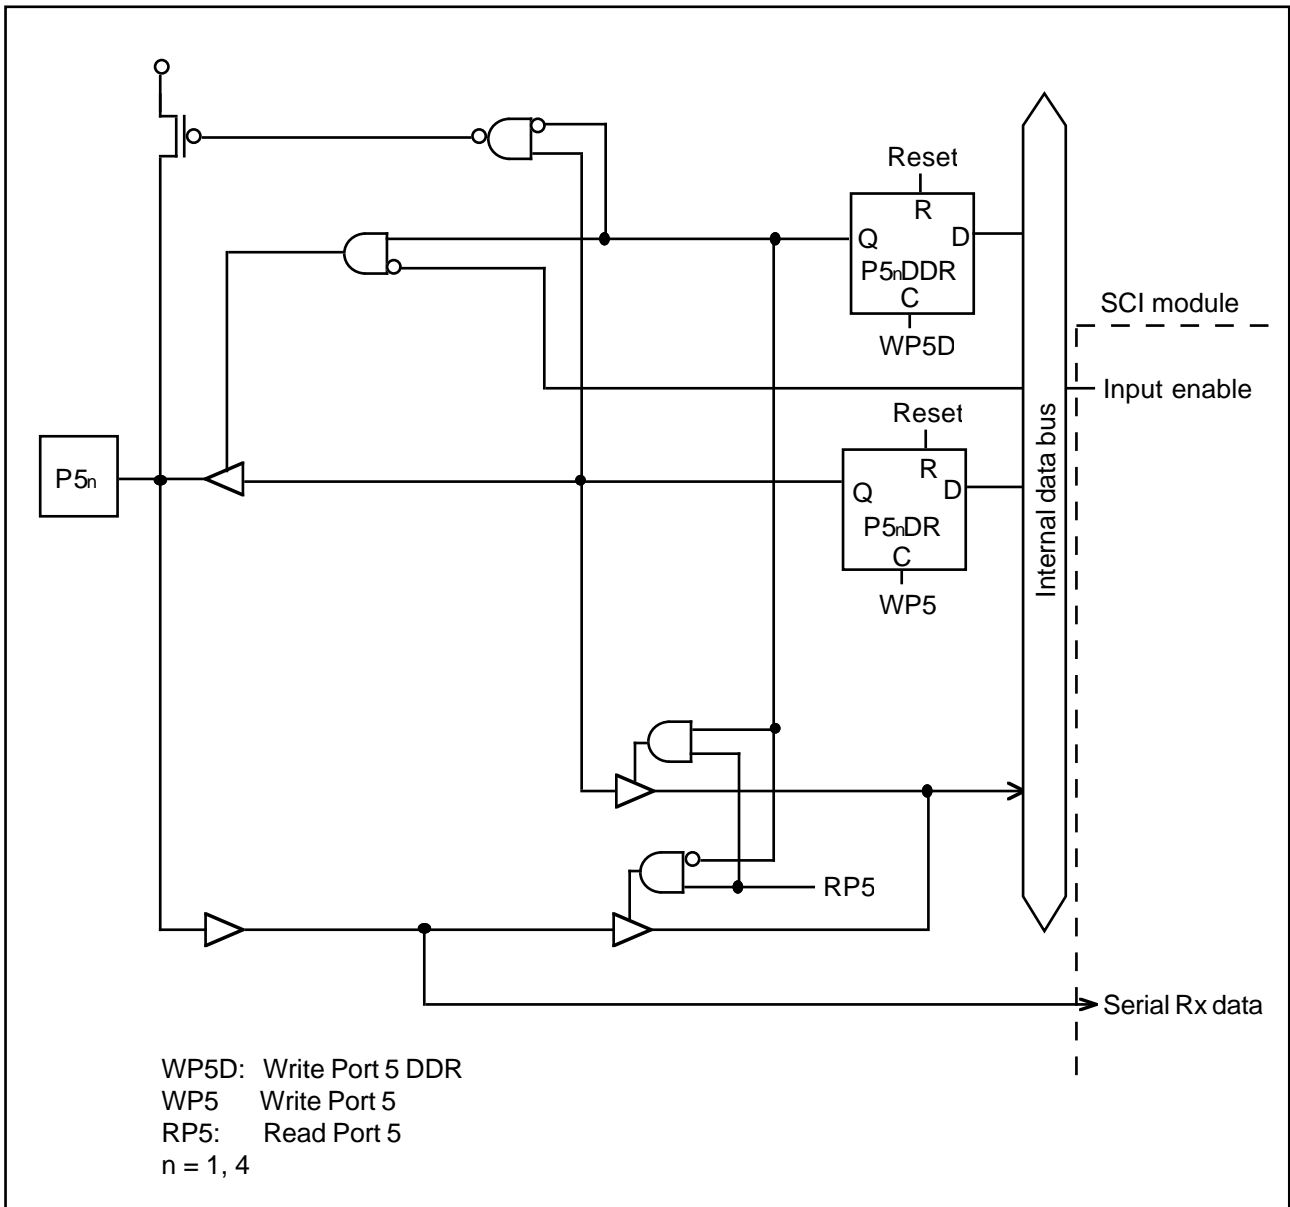 Reset
R
Q
D
P5nDDR
C
SCI module
WP5D
Input enable
Reset
R
P5n
Q
D
P5nDR
C
Internal data bus
WP5
RP5
Serial Rx data
WP5D: Write Port 5 DDR
WP5 Write Port 5
RP5: Read Port 5
n = 1, 4